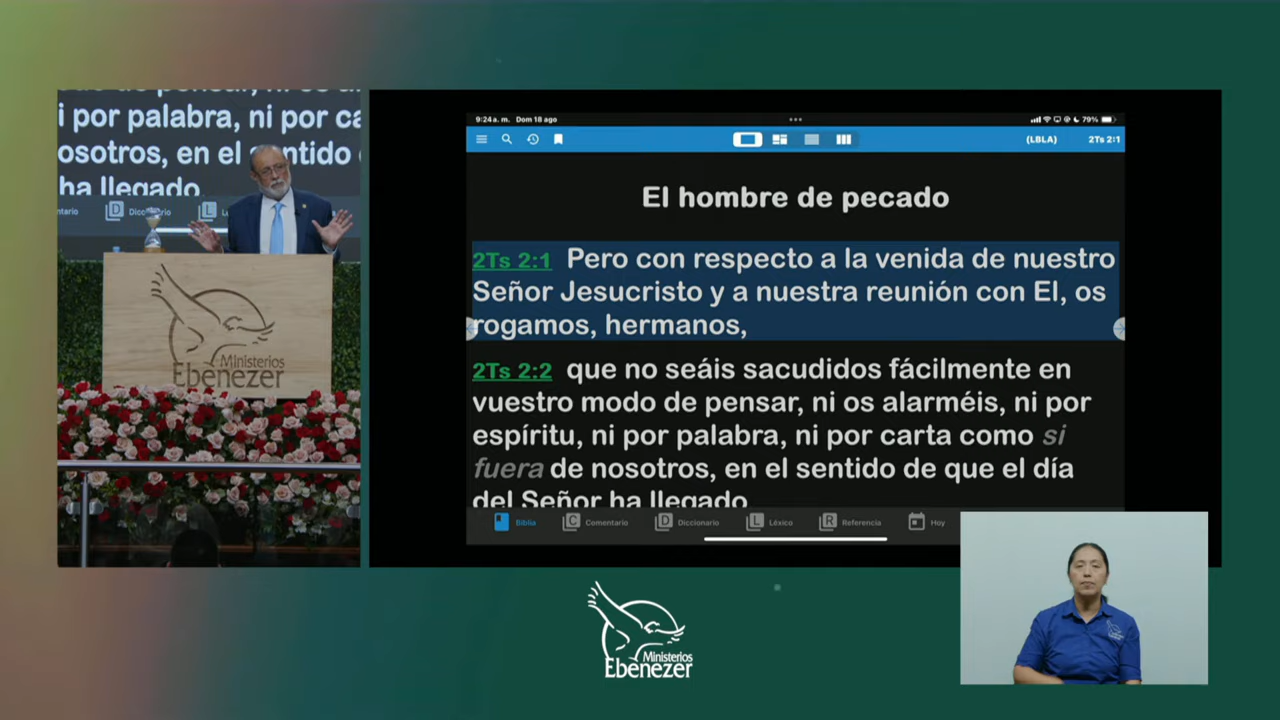 i por palabra, ni por ca
osotros, en el
ha llegado
Ministerios
Ebenezer
9:24 a. m. Dom 18 ago
79%
(LBLA) 2Ts 2:1
El hombre de pecado
2Ts 2:1 Pero con respecto a la venida de nuestro
Señor Jesucristo y a nuestra reunión con El, os
rogamos, hermanos,
2Ts 2:2 que no seáis sacudidos fácilmente en
vuestro modo de pensar, ni os alarméis, ni por
espíritu, ni por palabra, ni por carta como si
fuera de nosotros, en el sentido de que el día
del Señor ha llegado
Biblia C Comentario D Diccionario L Léxico R Referencia Hoy
Ministerios
Ebenezer